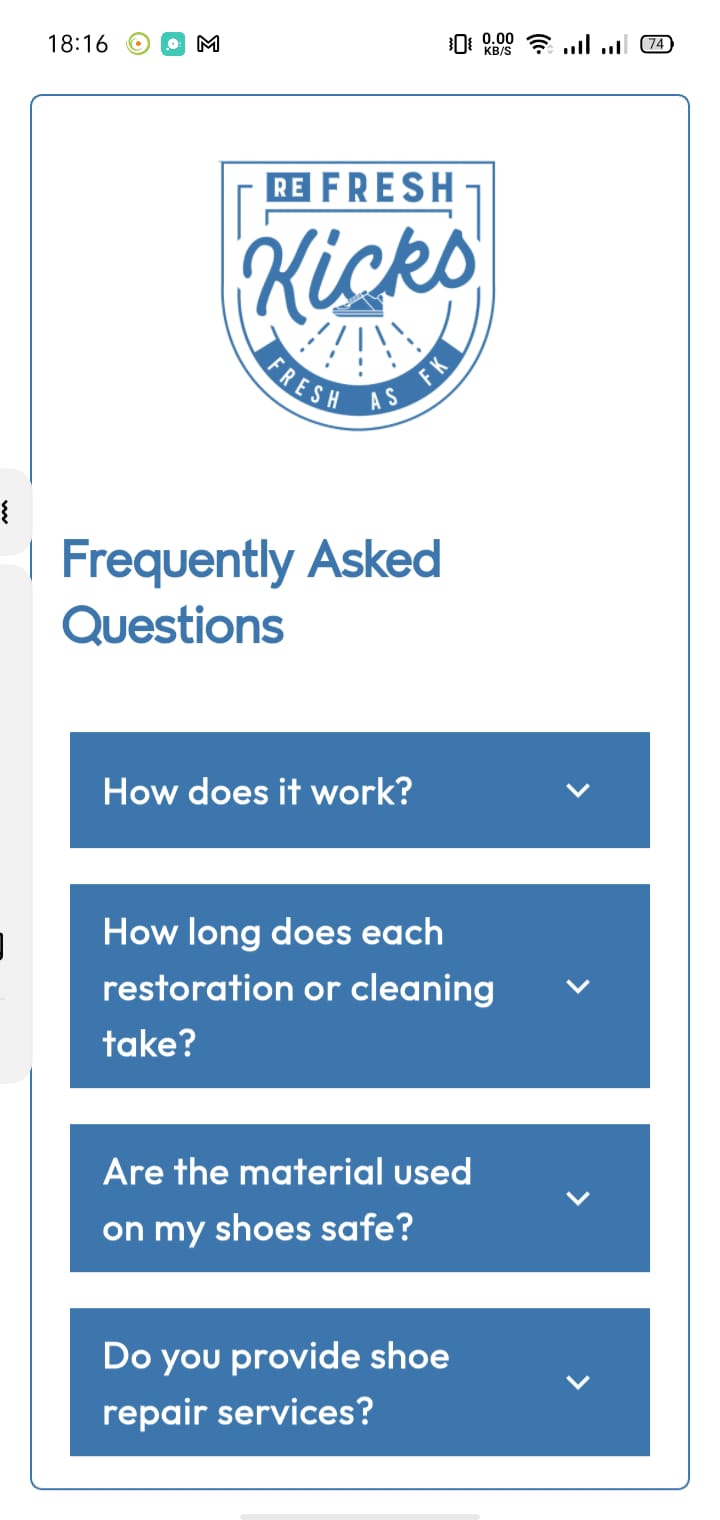 18:16
0.00
KB/S
74
RE FRESH
Kicks
FRESH AS FK
Frequently Asked
Questions
How does it work?
How long does each
restoration or cleaning
take?
Are the material used
on my shoes safe?
Do you provide shoe
repair services?